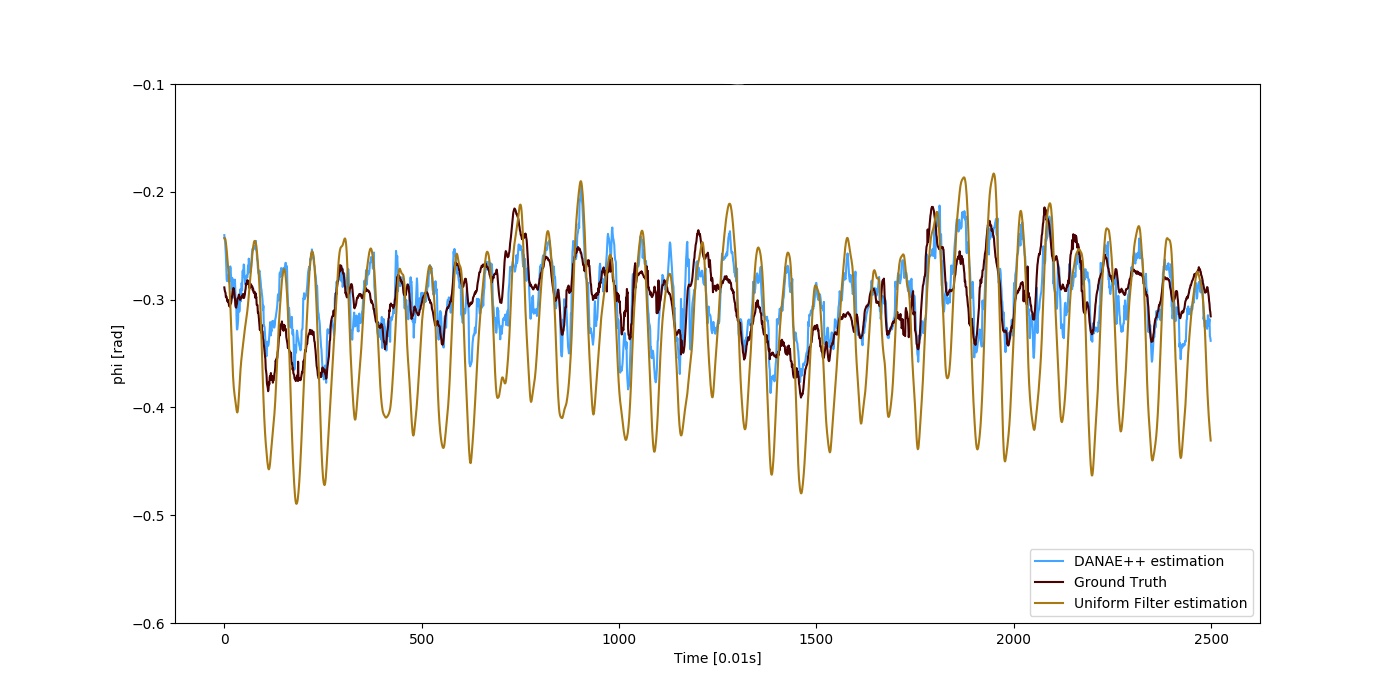 −0.1
−0.2
−0.3
−0.4
−0.5
−0.6
phi [rad]
0
500
1000
1500
2000
2500
Time [0.01s]
DANAE++ estimation
Ground Truth
Uniform Filter estimation